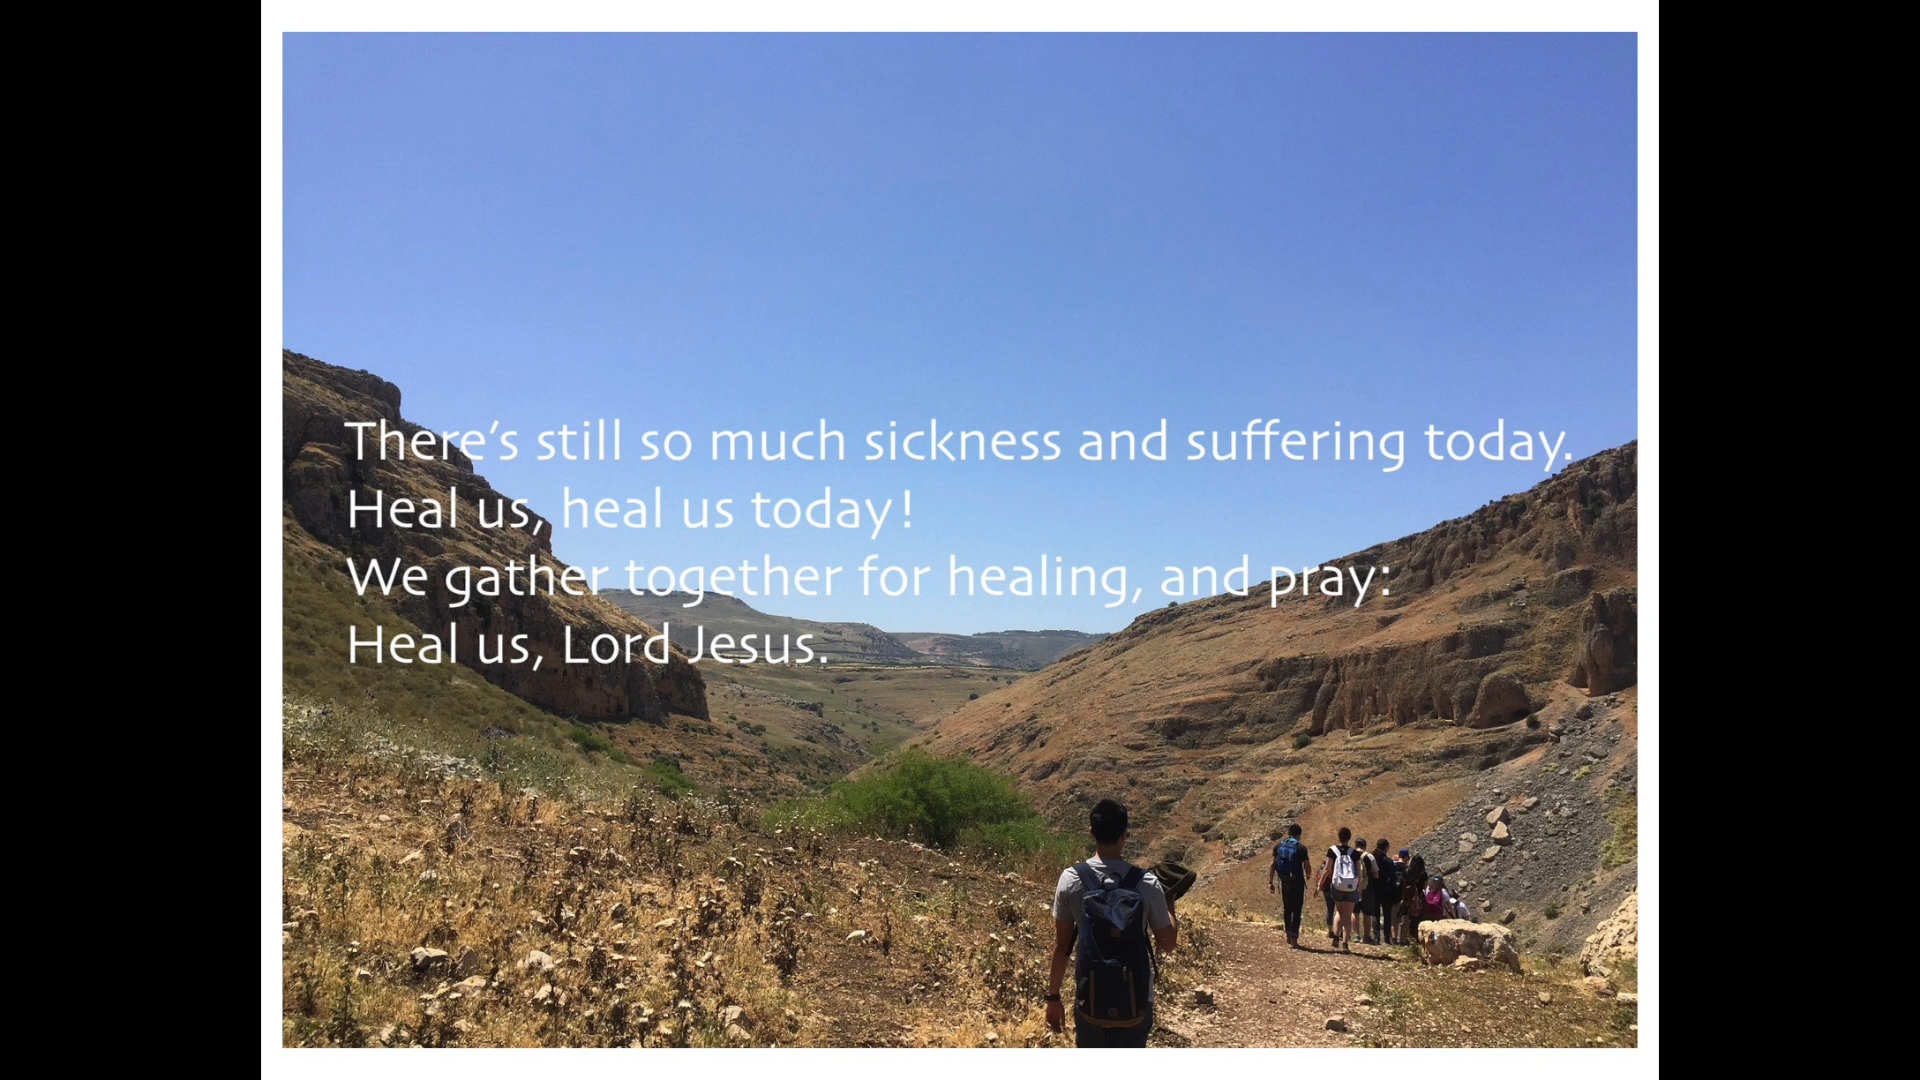 There's still so much sickness and suffering today.
Heal us, heal us today!
We gather together for healing, and pray:
Heal us, Lord Jesus.